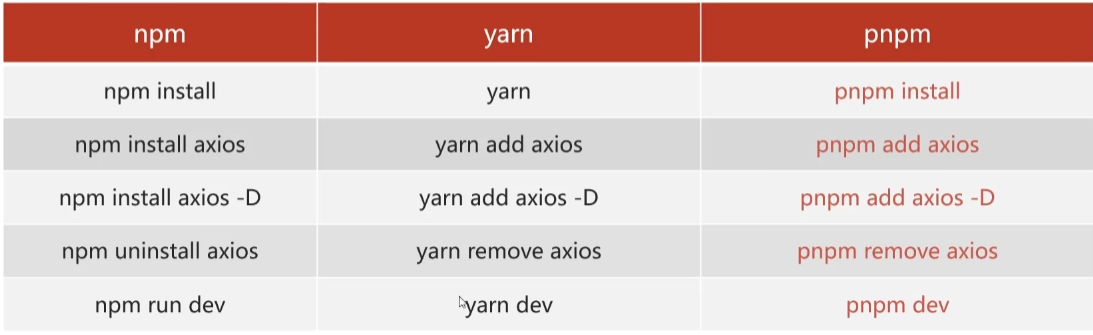 npm yarn pnpm
npm install yarn pnpm install
npm install axios yarn add axios pnpm add axios
npm install axios -D yarn add axios -D pnpm add axios -D
npm uninstall axios yarn remove axios pnpm remove axios
npm run dev yarn dev pnpm dev